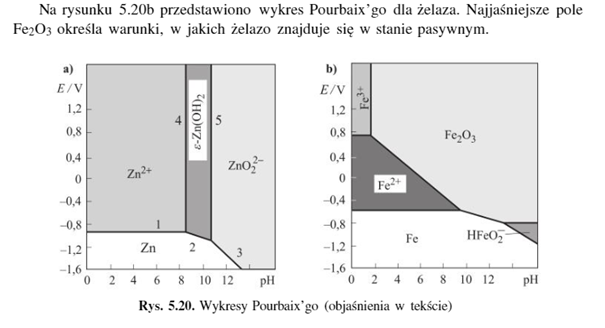 Na rysunku 5.20b przedstawiono wykres Pourbaix'go dla żelaza. Najjaśniejsze pole
Fe2O3 określa warunki, w jakich żelazo znajduje się w stanie pasywnym.
a)
E/V
1,2
0,8
0,4
0
–0,4
–0,8
–1,2
–1,6
0 2 4 6 8 10 12 pH
Zn²⁺
ε-Zn(OH)₂
ZnO₂²⁻
Zn
1
2
3
4
5
b)
E/V
1,2
0,8
0,4
0
–0,4
–0,8
–1,2
–1,6
0 2 4 6 8 10 12 pH
Fe³⁺
Fe₂O₃
Fe²⁺
Fe
HFeO₂⁻
Rys. 5.20. Wykresy Pourbaix'go (objaśnienia w tekście)